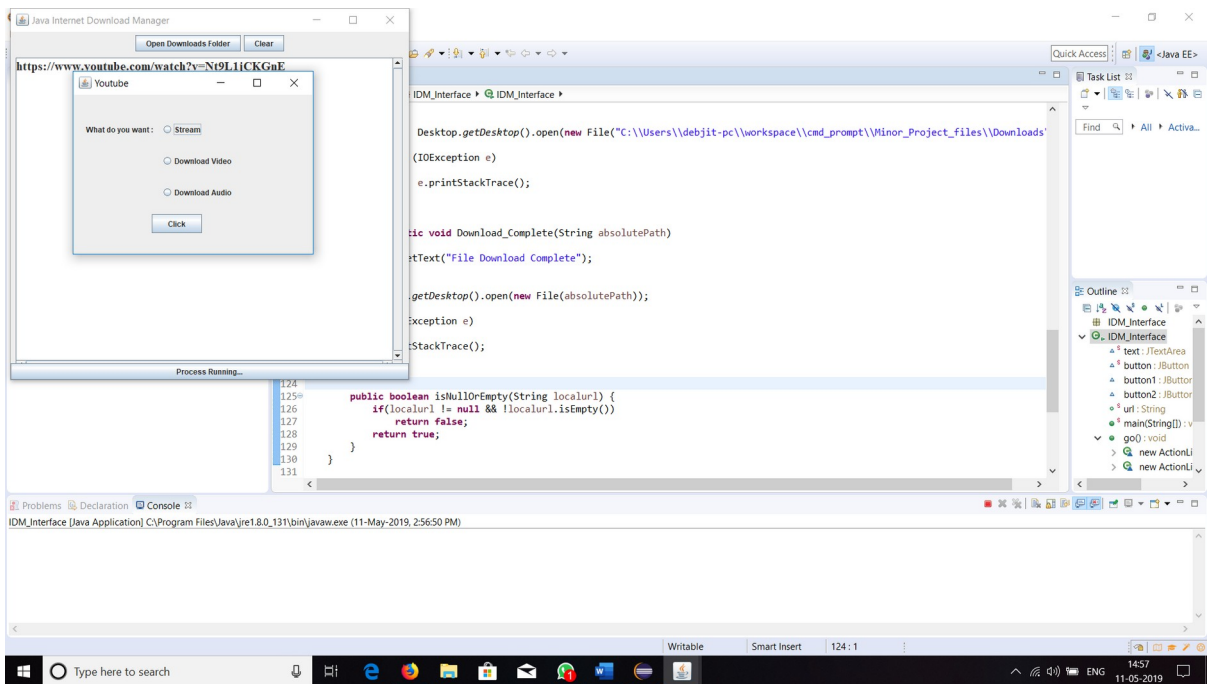 Java Internet Download Manager
Open Downloads Folder Clear
https://www.youtube.com/watch?v=Nt9L1jCKGnE
Youtube
What do you want : Stream
Download Video
Download Audio
Click
Process Running...
Quick Access <Java EE>
IDM_Interface IDM_Interface
Desktop.getDesktop().open(new File("C:\\Users\\debjit-pc\\workspace\\cmd_prompt\\Minor_Project_files\\Downloads"
(IOException e)
e.printStackTrace();
tic void Download_Complete(String absolutePath)
etText("File Download Complete");
.getDesktop().open(new File(absolutePath));
Exception e)
tStackTrace();
124
125 public boolean isNullOrEmpty(String localurl) {
126 if(localurl != null && !localurl.isEmpty())
127 return false;
128 return true;
129 }
130 }
131
Task List
Find All Activa...
Outline
IDM_Interface
IDM_Interface
text : JTextArea
button : JButton
button1 : JButtor
button2 : JButtor
url : String
main(String[]) : v
go() : void
new ActionLi
new ActionLi
Problems Declaration Console
IDM_Interface [Java Application] C:\Program Files\Java\jre1.8.0_131\bin\javaw.exe (11-May-2019, 2:56:50 PM)
Writable Smart Insert 124 : 1
Type here to search
ENG 14:57
11-05-2019